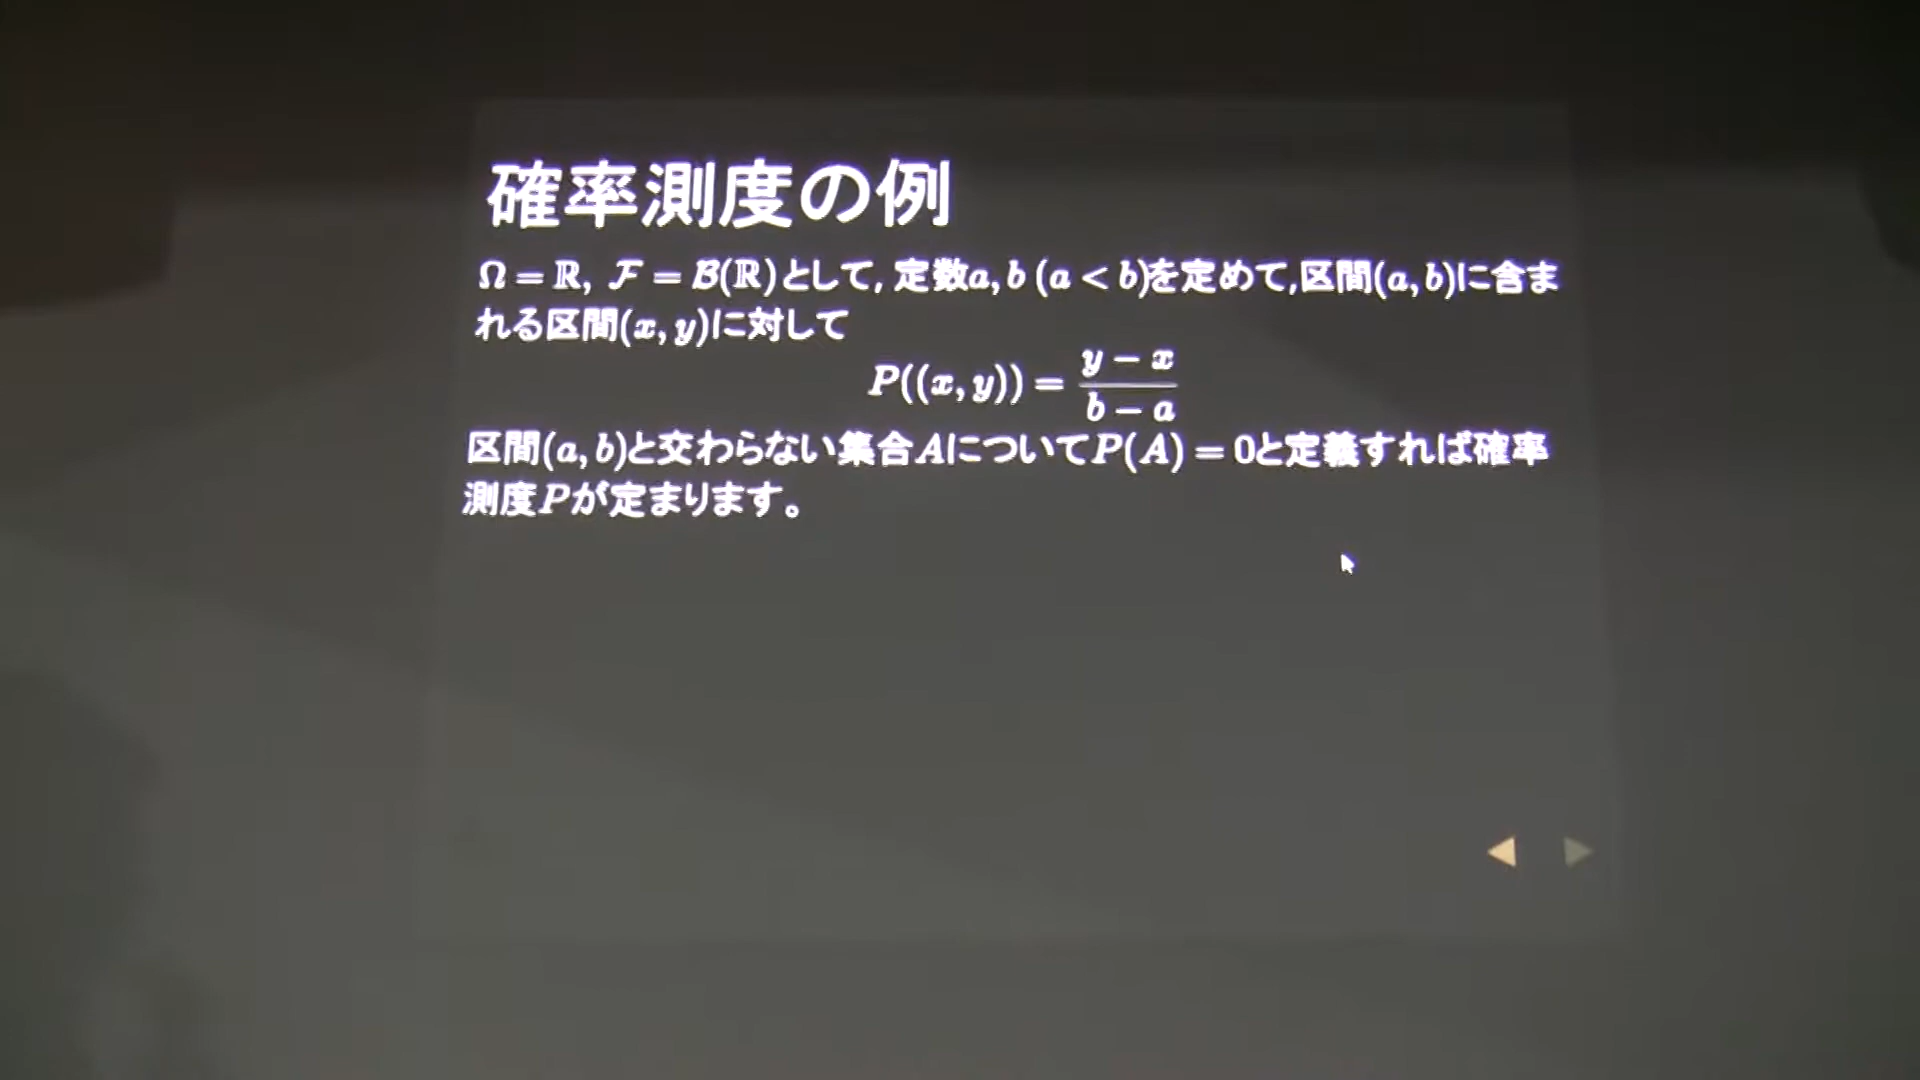 確率測度の例
Ω = ℝ, ℱ = ℬ(ℝ)として, 定数a, b (a < b)を定めて,区間(a, b)に含ま
れる区間(x, y)に対して
P((x, y)) = \frac{y − x}{b − a}
区間(a, b)と交わらない集合AについてP(A) = 0と定義すれば確率
測度Pが定まります。